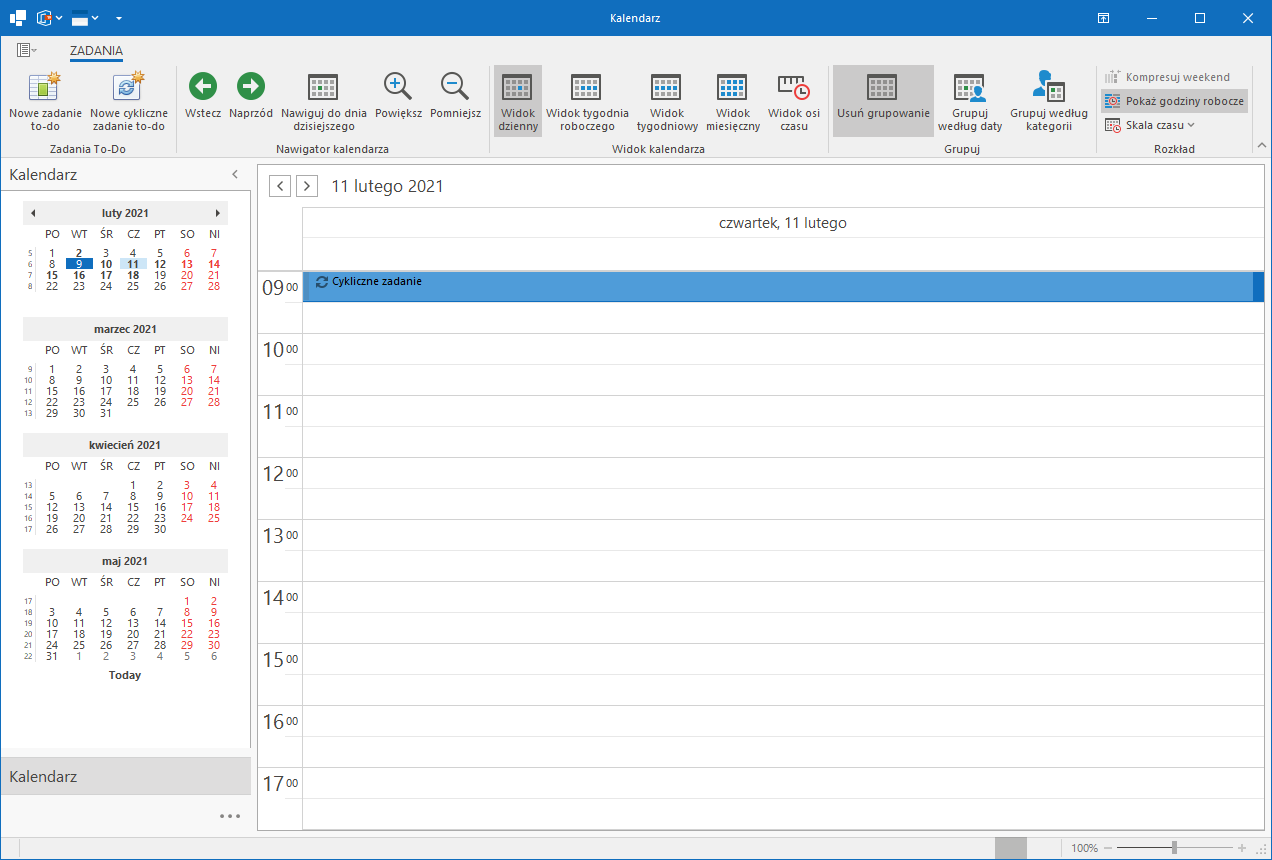 Kalendarz
ZADANIA
Nowe zadanie to-do
Nowe cykliczne zadanie to-do
Zadania To-Do
Wstecz
Naprzód
Nawiguj do dnia dzisiejszego
Powiększ
Pomniejsz
Nawigator kalendarza
Widok dzienny
Widok tygodnia roboczego
Widok tygodniowy
Widok miesięczny
Widok osi czasu
Widok kalendarza
Usuń grupowanie
Grupuj według daty
Grupuj według kategorii
Grupuj
Kompresuj weekend
Pokaż godziny robocze
Skala czasu
Rozkład
Kalendarz
luty 2021
PO WT ŚR CZ PT SO NI
5 1 2 3 4 5 6 7
6 8 9 10 11 12 13 14
7 15 16 17 18 19 20 21
8 22 23 24 25 26 27 28
marzec 2021
PO WT ŚR CZ PT SO NI
9 1 2 3 4 5 6 7
10 8 9 10 11 12 13 14
11 15 16 17 18 19 20 21
12 22 23 24 25 26 27 28
13 29 30 31
kwiecień 2021
PO WT ŚR CZ PT SO NI
13 1 2 3 4
14 5 6 7 8 9 10 11
15 12 13 14 15 16 17 18
16 19 20 21 22 23 24 25
17 26 27 28 29 30
maj 2021
PO WT ŚR CZ PT SO NI
17 1 2
18 3 4 5 6 7 8 9
19 10 11 12 13 14 15 16
20 17 18 19 20 21 22 23
21 24 25 26 27 28 29 30
22 31 1 2 3 4 5 6
Today
Kalendarz
11 lutego 2021
czwartek, 11 lutego
09 00 Cykliczne zadanie
10 00
11 00
12 00
13 00
14 00
15 00
16 00
17 00
100%